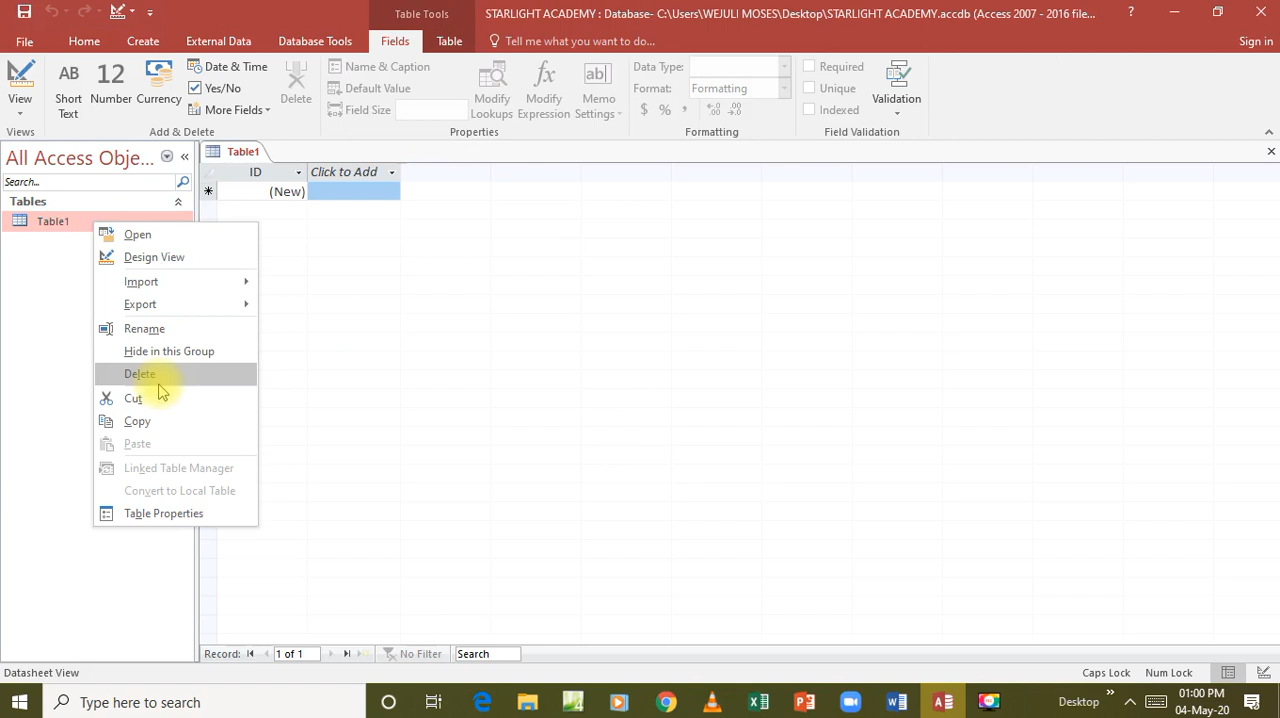 Table Tools
STARLIGHT ACADEMY : Database- C:\Users\WEJULI MOSES\Desktop\STARLIGHT ACADEMY.accdb (Access 2007 - 2016 file...
?
File Home Create External Data Database Tools Fields Table Tell me what you want to do... Sign in
View
Views
AB
Short
Text
12
Number
Currency
Date & Time
Yes/No
More Fields
Delete
Add & Delete
Name & Caption
Default Value
Field Size
Modify
Lookups
fx
Modify
Expression
ab
Memo
Settings
Properties
Data Type:
Format: Formatting
$ % , .00 .00
Formatting
Required
Unique
Indexed
Validation
Field Validation
All Access Obje...
Search...
Tables
Table1
Table1
ID Click to Add
(New)
Open
Design View
Import
Export
Rename
Hide in this Group
Delete
Cut
Copy
Paste
Linked Table Manager
Convert to Local Table
Table Properties
Record: 1 of 1 No Filter Search
Datasheet View Caps Lock Num Lock
Type here to search
Desktop
01:00 PM
04-May-20